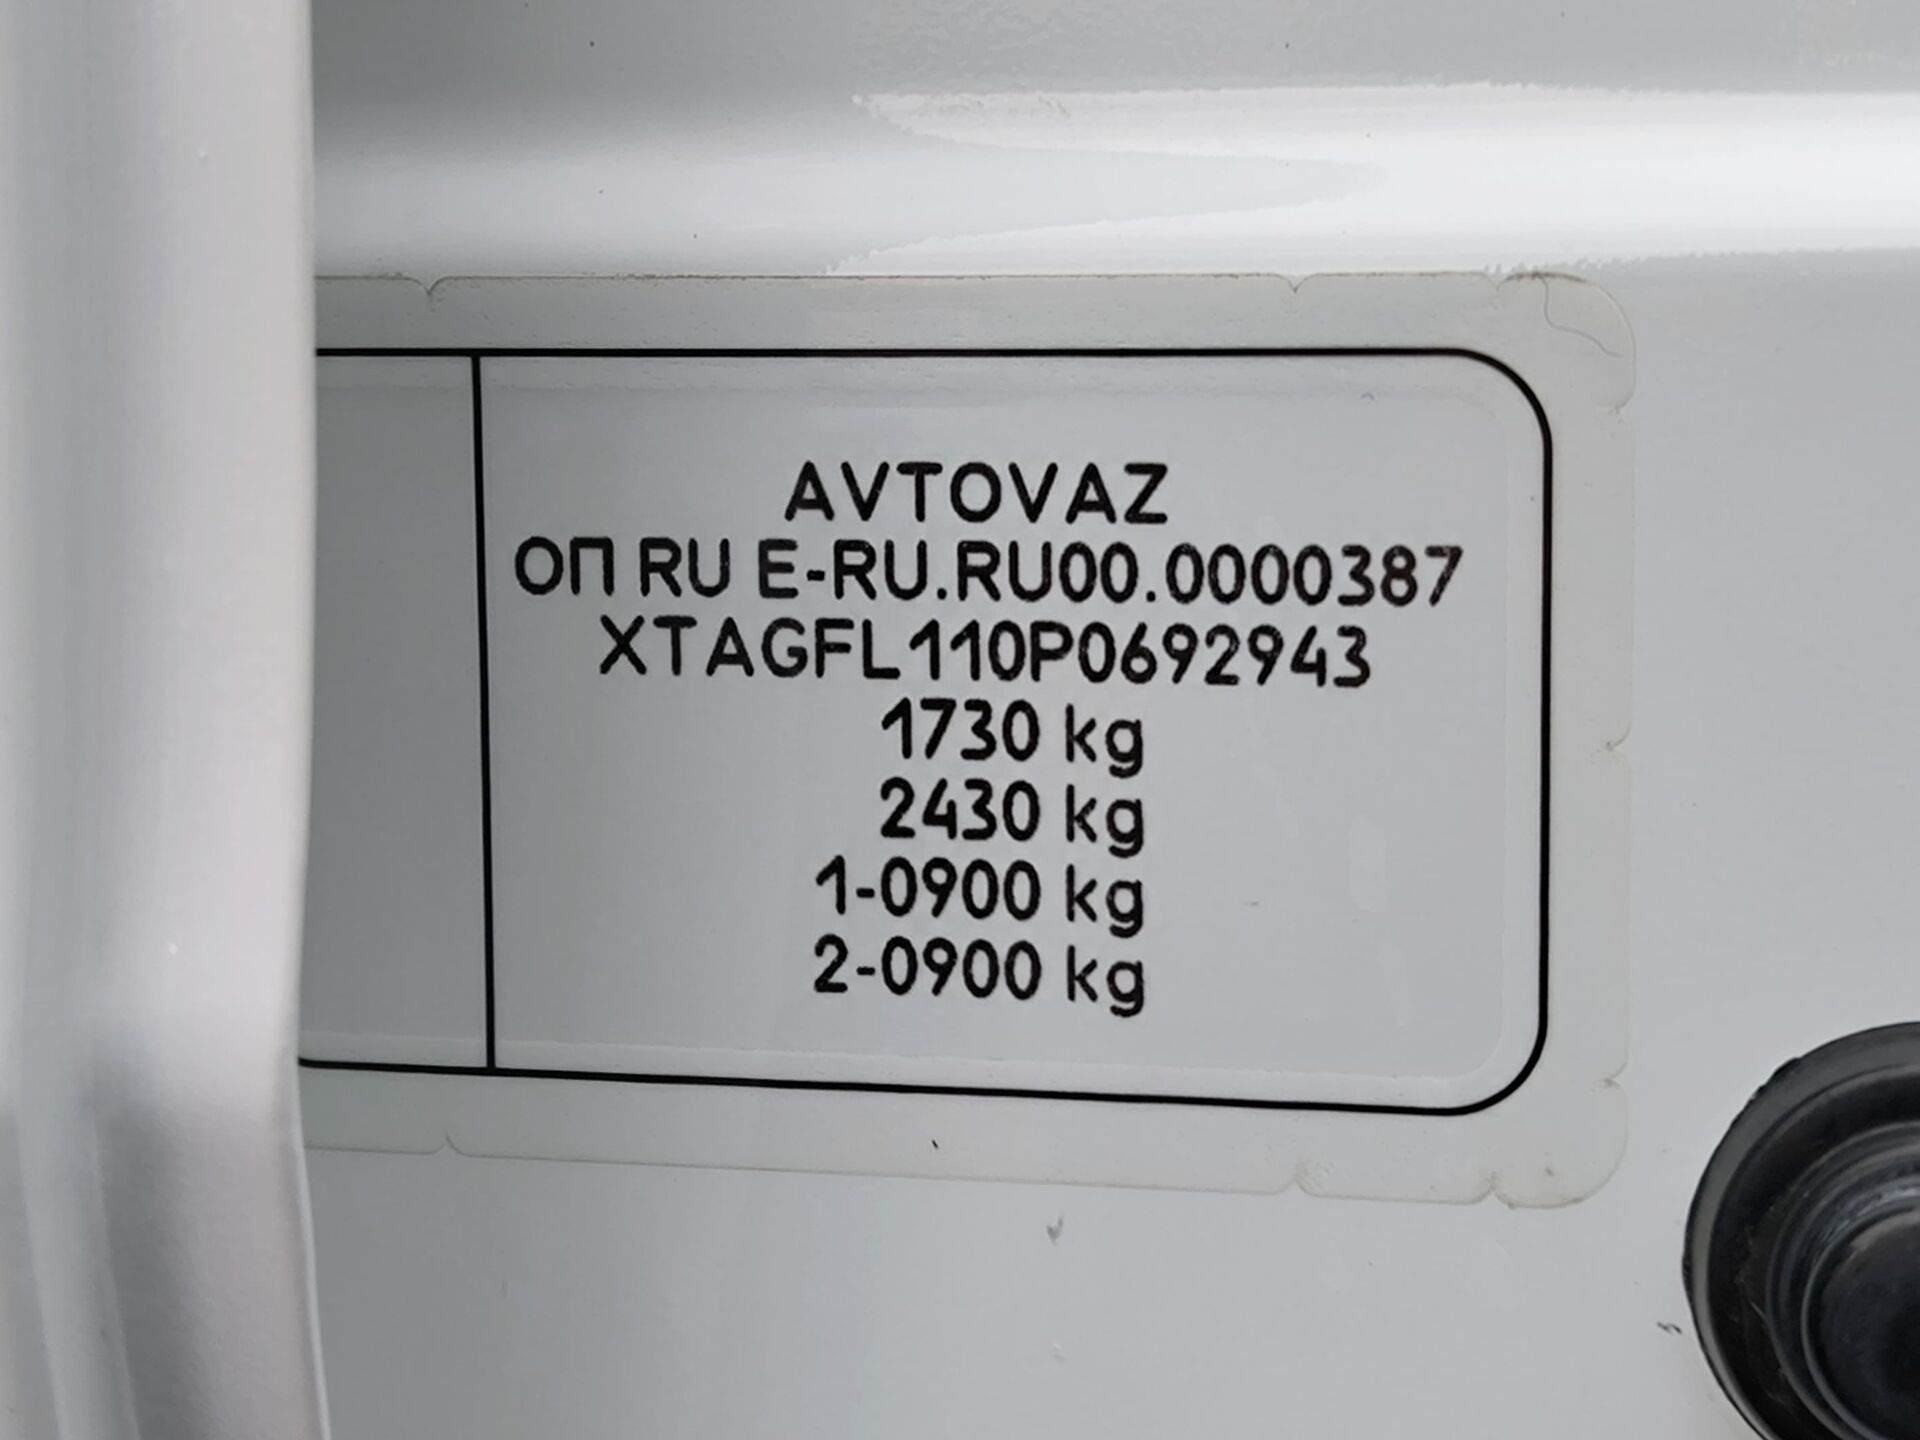 AVTOVAZ
ОП RU E-RU.RU00.0000387
XTAGFL110P0692943
1730 kg
2430 kg
1-0900 kg
2-0900 kg